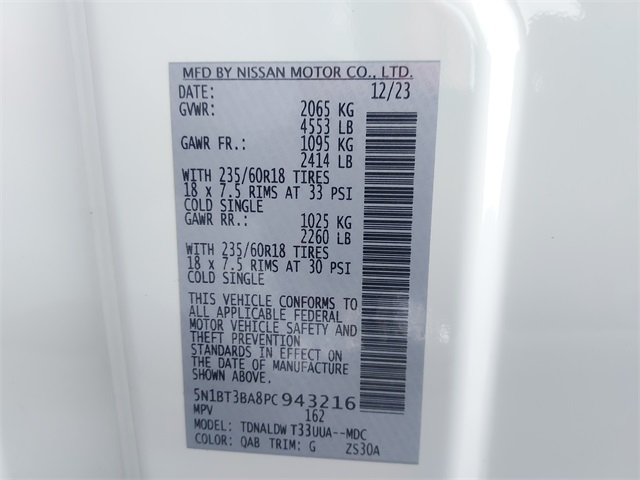 MFD BY NISSAN MOTOR CO., LTD.
DATE: 12/23
GVWR: 2065 KG
4553 LB
GAWR FR.: 1095 KG
2414 LB
WITH 235/60R18 TIRES
18 x 7.5 RIMS AT 33 PSI
COLD SINGLE
GAWR RR.: 1025 KG
2260 LB
WITH 235/60R18 TIRES
18 x 7.5 RIMS AT 30 PSI
COLD SINGLE
THIS VEHICLE CONFORMS TO
ALL APPLICABLE FEDERAL
MOTOR VEHICLE SAFETY AND
THEFT PREVENTION
STANDARDS IN EFFECT ON
THE DATE OF MANUFACTURE
SHOWN ABOVE.
5N1BT3BA8PC943216
MPV 162
MODEL: TDNALDW T33UUA--MDC
COLOR: QAB TRIM: G ZS30A